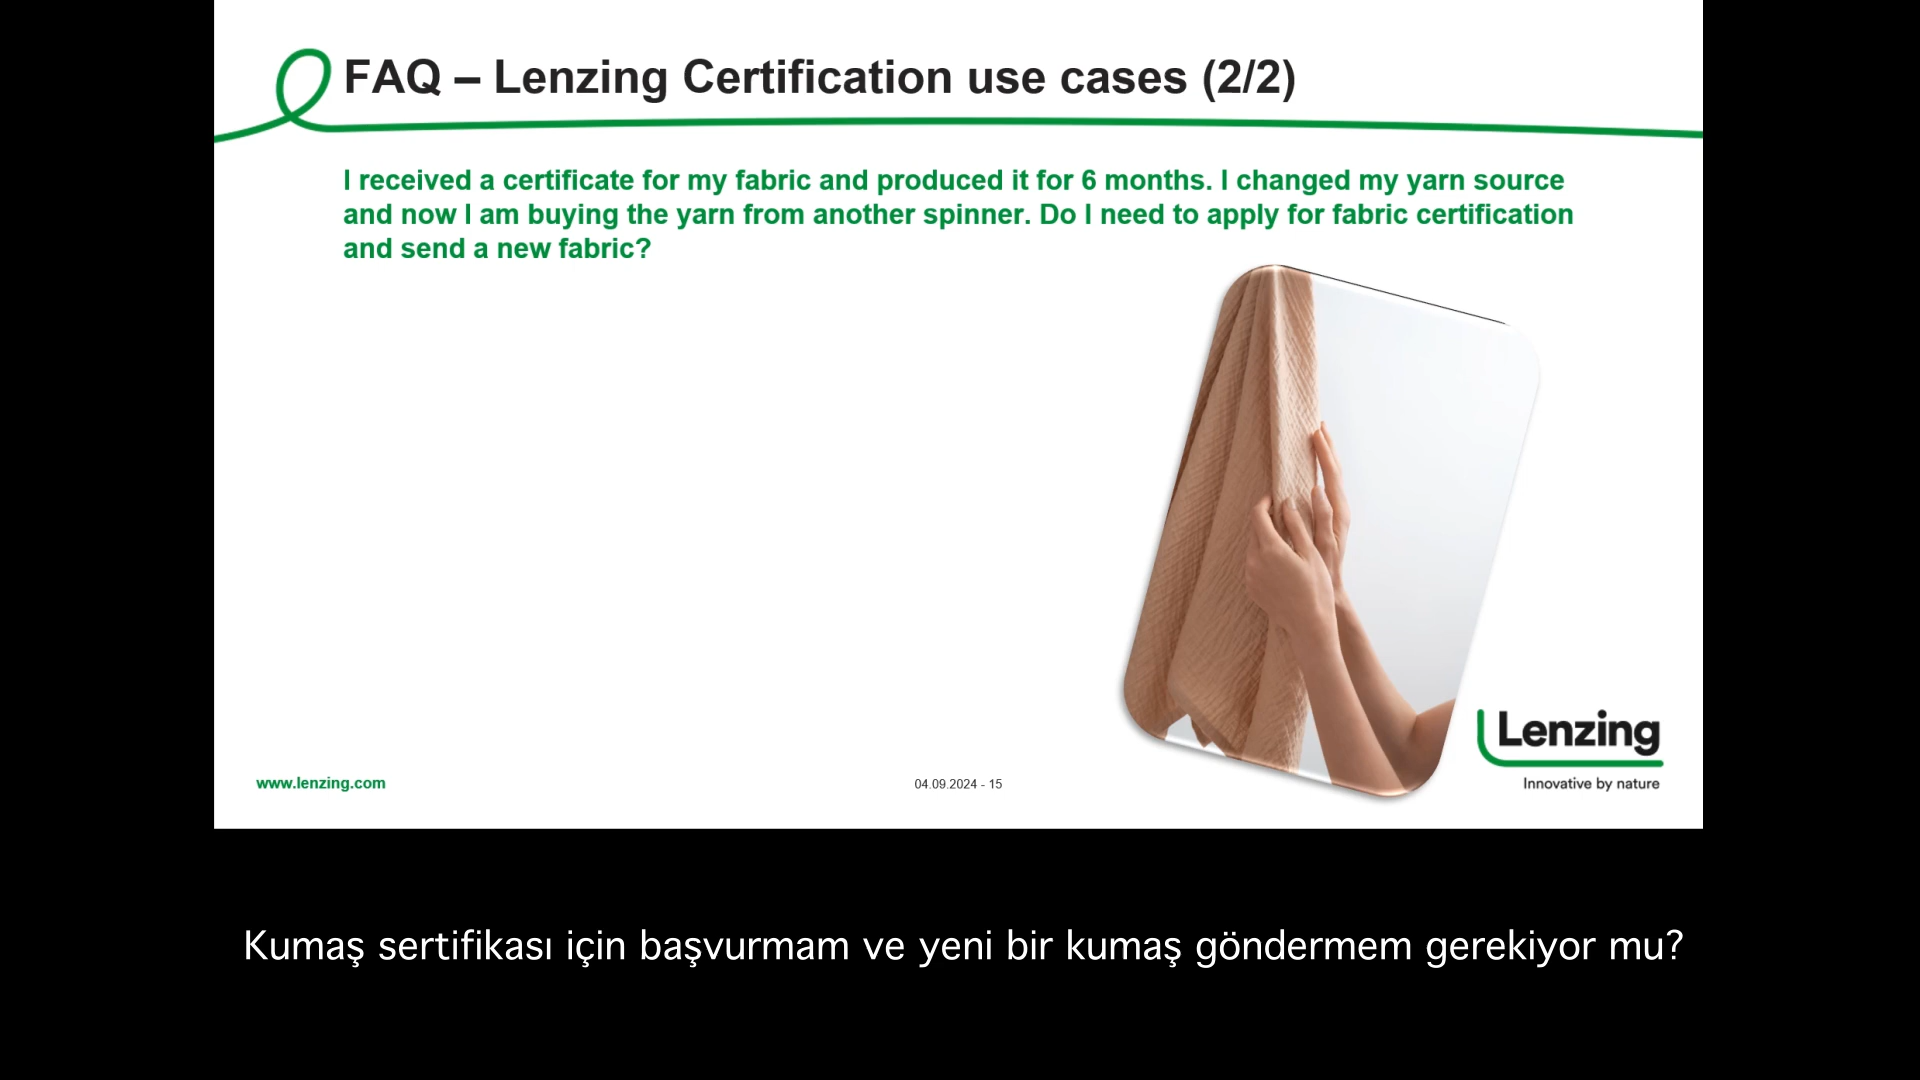 FAQ – Lenzing Certification use cases (2/2)
I received a certificate for my fabric and produced it for 6 months. I changed my yarn source
and now I am buying the yarn from another spinner. Do I need to apply for fabric certification
and send a new fabric?
Lenzing
Innovative by nature
www.lenzing.com
04.09.2024 - 15
Kumaş sertifikası için başvurmam ve yeni bir kumaş göndermem gerekiyor mu?